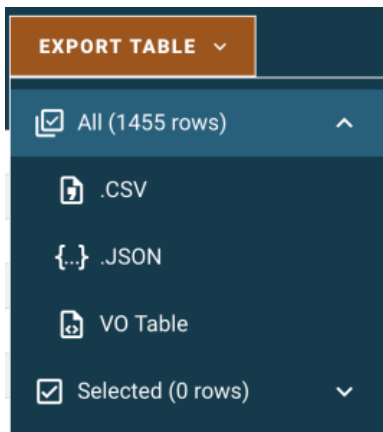 EXPORT TABLE
All (1455 rows)
.CSV
{...} .JSON
VO Table
Selected (0 rows)